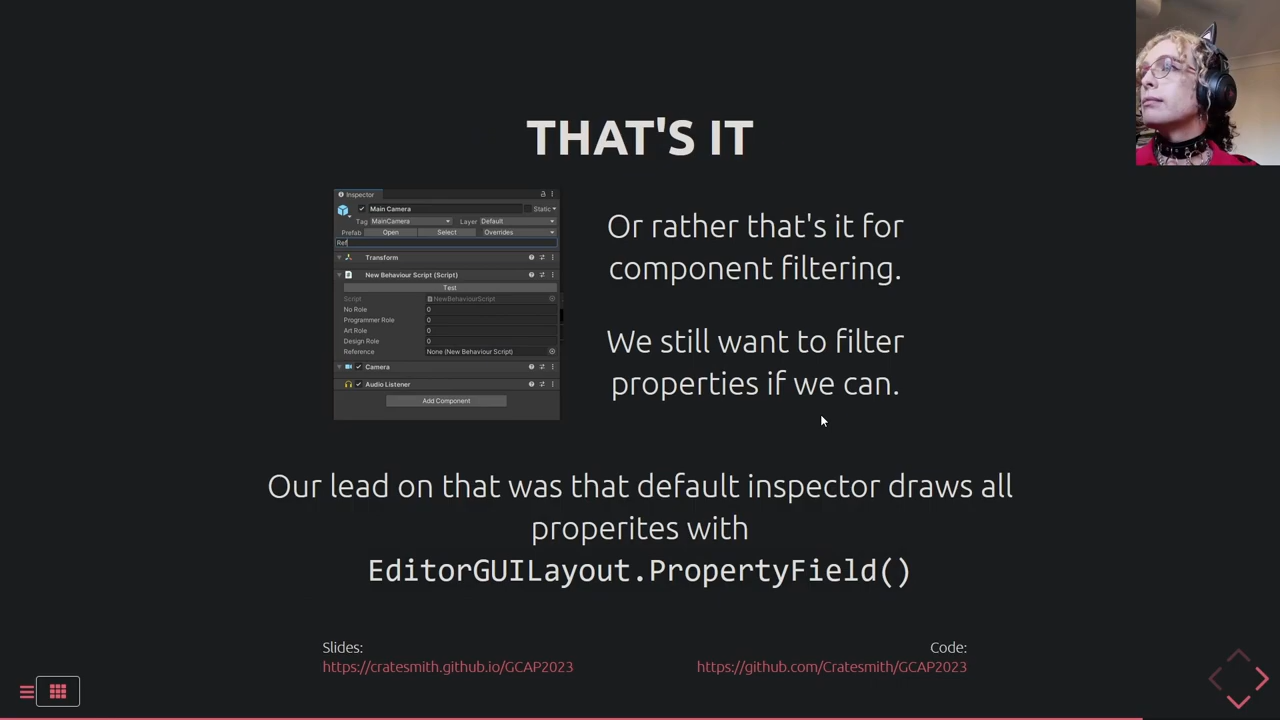 THAT'S IT
Inspector
Main Camera
Static
Tag MainCamera Layer Default
Prefab Open Select Overrides
Ref
Transform
New Behaviour Script (Script)
Test
Script NewBehaviourScript
No Role 0
Programmer Role 0
Art Role 0
Design Role 0
Reference None (New Behaviour Script)
Camera
Audio Listener
Add Component
Or rather that's it for
component filtering.
We still want to filter
properties if we can.
Our lead on that was that default inspector draws all
properites with
EditorGUILayout.PropertyField()
Slides:
https://cratesmith.github.io/GCAP2023
Code:
https://github.com/Cratesmith/GCAP2023